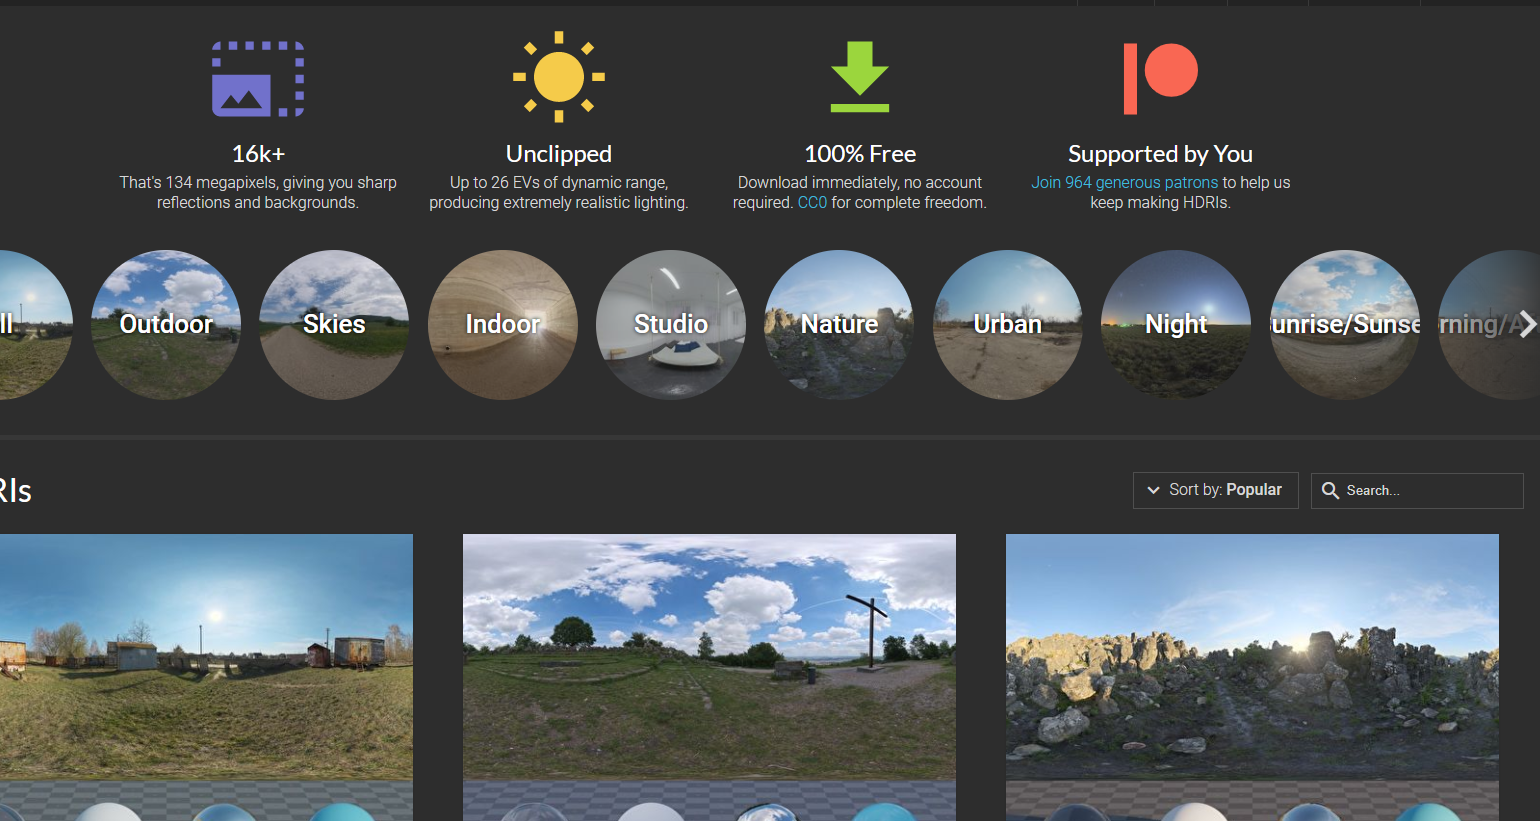 16k+
That's 134 megapixels, giving you sharp
reflections and backgrounds.
Unclipped
Up to 26 EVs of dynamic range,
producing extremely realistic lighting.
100% Free
Download immediately, no account
required. CC0 for complete freedom.
Supported by You
Join 964 generous patrons to help us
keep making HDRIs.
ll
Outdoor
Skies
Indoor
Studio
Nature
Urban
Night
unrise/Sunse
rning/A
RIs
Sort by: Popular
Search...